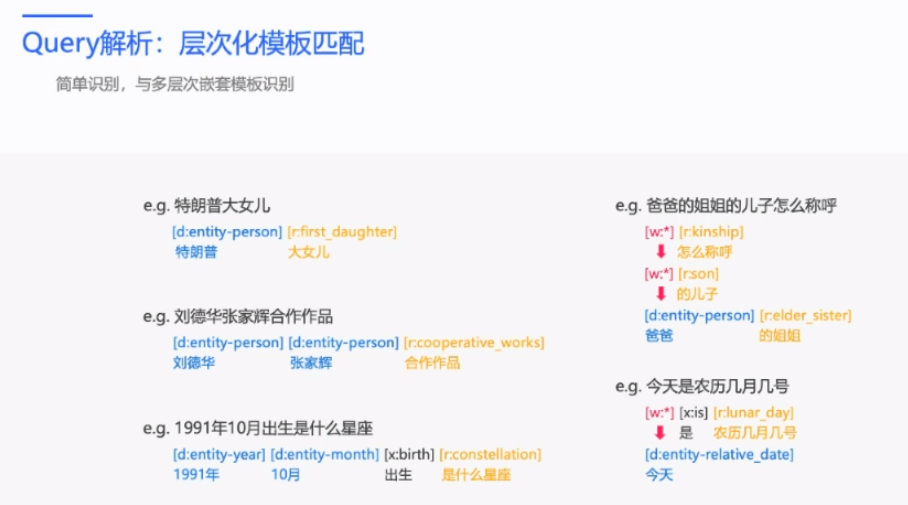 Query解析：层次化模板匹配
简单识别，与多层次嵌套模板识别
e.g. 特朗普大女儿
[d:entity-person] [r:first_daughter]
特朗普 大女儿
e.g. 刘德华张家辉合作作品
[d:entity-person] [d:entity-person] [r:cooperative_works]
刘德华 张家辉 合作作品
e.g. 1991年10月出生是什么星座
[d:entity-year] [d:entity-month] [x:birth] [r:constellation]
1991年 10月 出生 是什么星座
e.g. 爸爸的姐姐的儿子怎么称呼
[w:*] [r:kinship]
怎么称呼
[w:*] [r:son]
的儿子
[d:entity-person] [r:elder_sister]
爸爸 的姐姐
e.g. 今天是农历几月几号
[w:*] [x:is] [r:lunar_day]
是 农历几月几号
[d:entity-relative_date]
今天